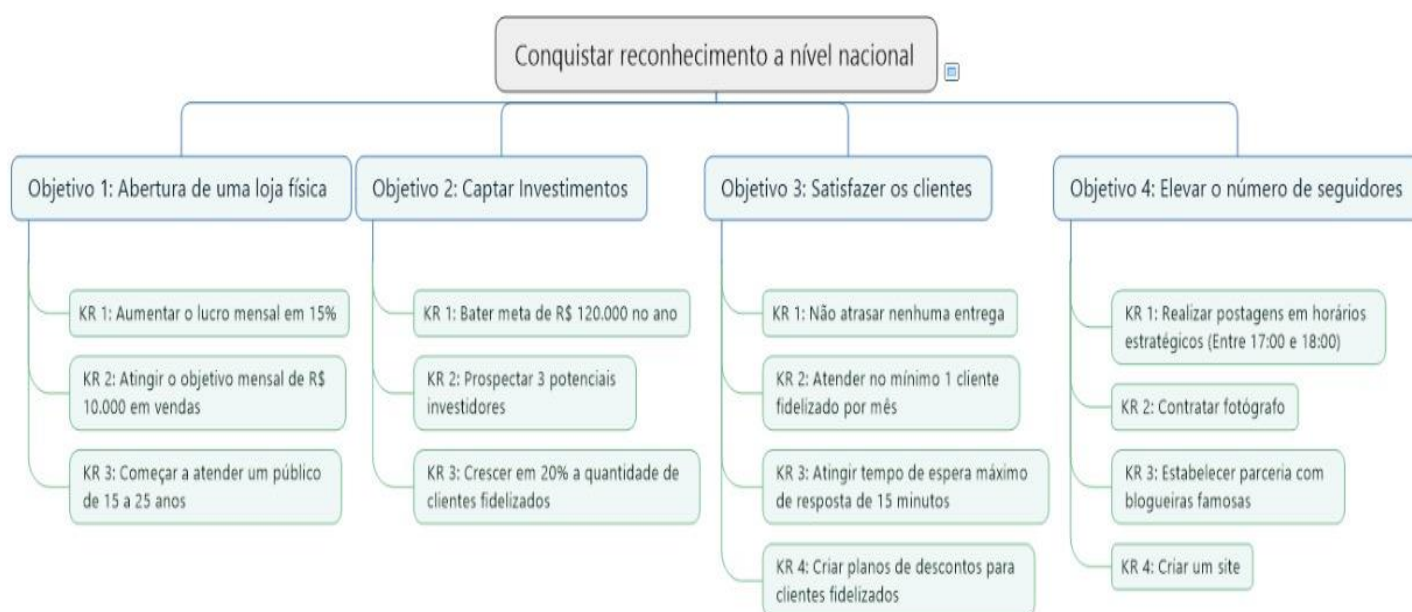 Conquistar reconhecimento a nível nacional
Objetivo 1: Abertura de uma loja física
KR 1: Aumentar o lucro mensal em 15%
KR 2: Atingir o objetivo mensal de R$
10.000 em vendas
KR 3: Começar a atender um público
de 15 a 25 anos
Objetivo 2: Captar Investimentos
KR 1: Bater meta de R$ 120.000 no ano
KR 2: Prospectar 3 potenciais
investidores
KR 3: Crescer em 20% a quantidade de
clientes fidelizados
Objetivo 3: Satisfazer os clientes
KR 1: Não atrasar nenhuma entrega
KR 2: Atender no mínimo 1 cliente
fidelizado por mês
KR 3: Atingir tempo de espera máximo
de resposta de 15 minutos
KR 4: Criar planos de descontos para
clientes fidelizados
Objetivo 4: Elevar o número de seguidores
KR 1: Realizar postagens em horários
estratégicos (Entre 17:00 e 18:00)
KR 2: Contratar fotógrafo
KR 3: Estabelecer parceria com
blogueiras famosas
KR 4: Criar um site